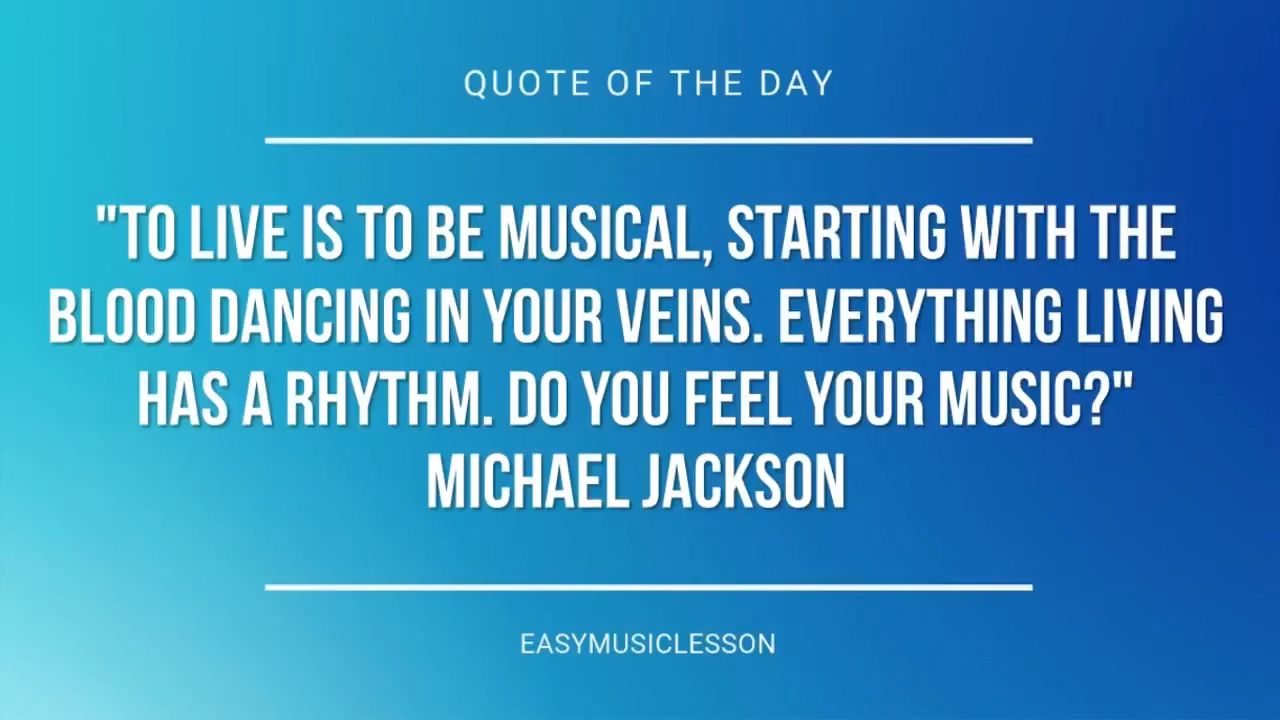 QUOTE OF THE DAY
"TO LIVE IS TO BE MUSICAL, STARTING WITH THE
BLOOD DANCING IN YOUR VEINS. EVERYTHING LIVING
HAS A RHYTHM. DO YOU FEEL YOUR MUSIC?"
MICHAEL JACKSON
EASYMUSICLESSON